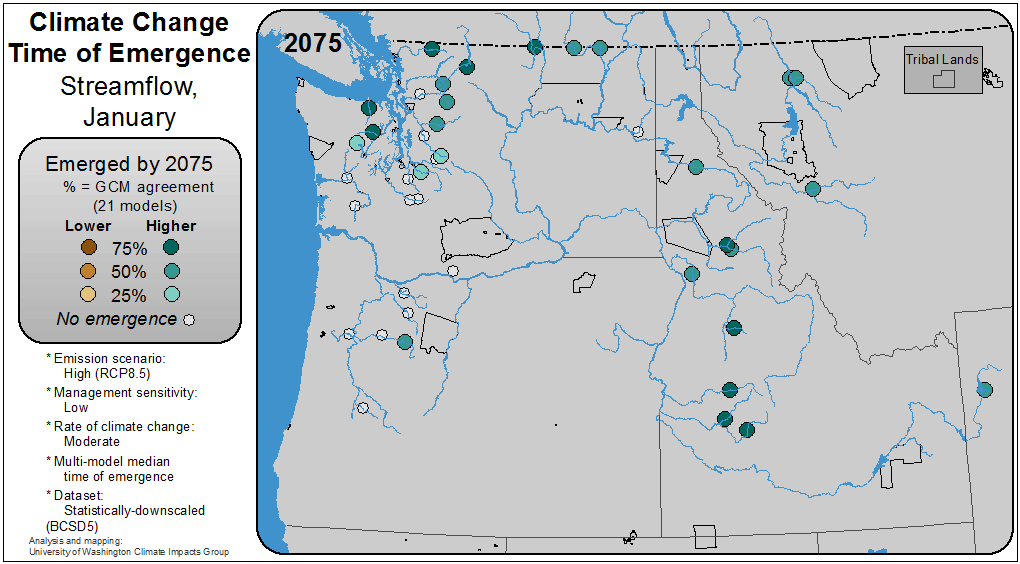 Climate Change
Time of Emergence
Streamflow,
January
Emerged by 2075
% = GCM agreement
(21 models)
Lower Higher
75%
50%
25%
No emergence
* Emission scenario:
High (RCP8.5)
* Management sensitivity:
Low
* Rate of climate change:
Moderate
* Multi-model median
time of emergence
* Dataset:
Statistically-downscaled
(BCSD5)
Analysis and mapping:
University of Washington Climate Impacts Group
2075
Tribal Lands